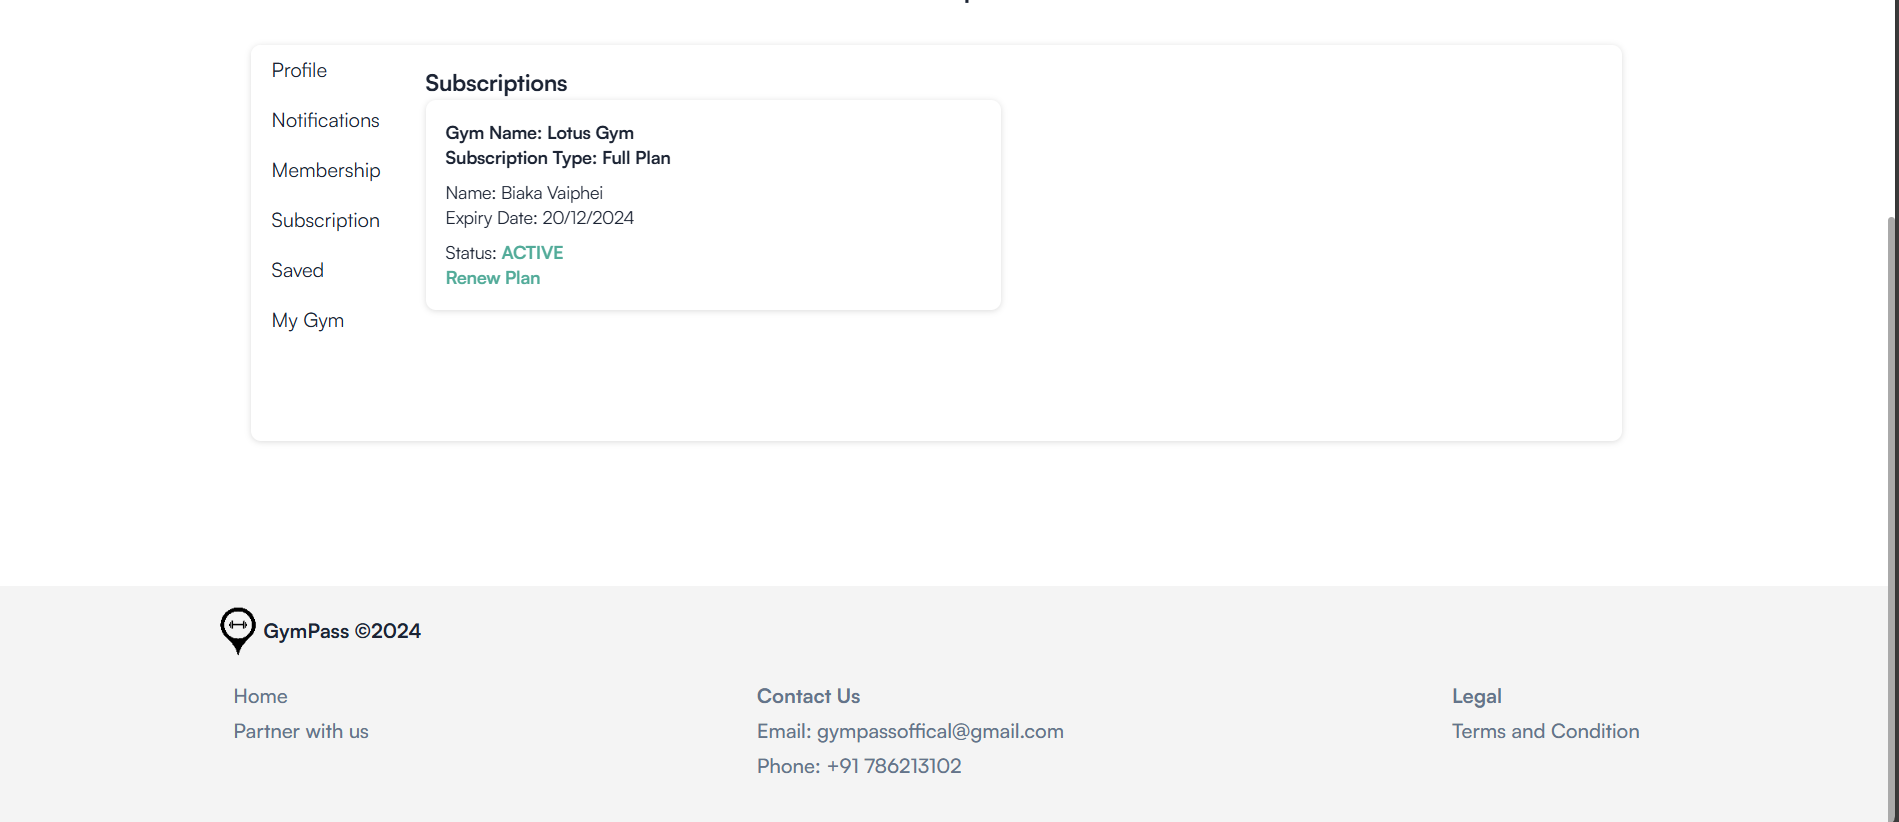 Profile
Notifications
Membership
Subscription
Saved
My Gym
Subscriptions
Gym Name: Lotus Gym
Subscription Type: Full Plan
Name: Biaka Vaiphei
Expiry Date: 20/12/2024
Status: ACTIVE
Renew Plan
GymPass ©2024
Home
Partner with us
Contact Us
Email: gympassoffical@gmail.com
Phone: +91 786213102
Legal
Terms and Condition